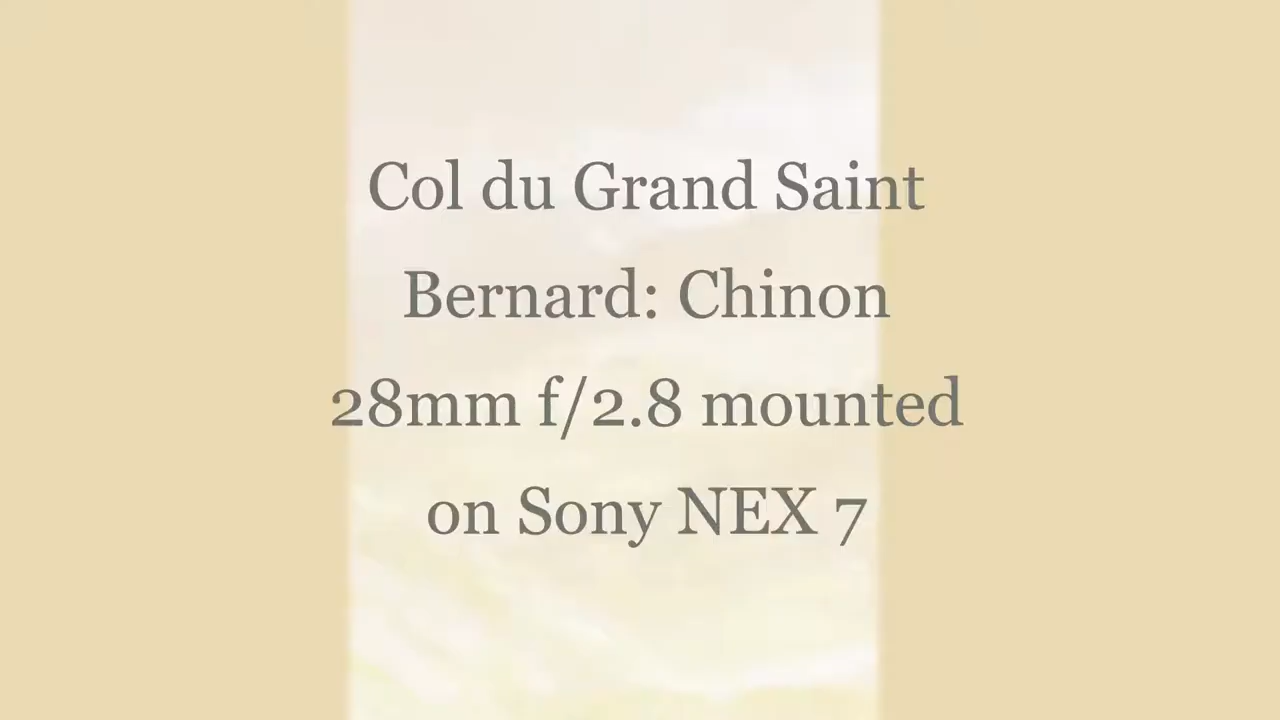 Col du Grand Saint
Bernard: Chinon
28mm f/2.8 mounted
on Sony NEX 7